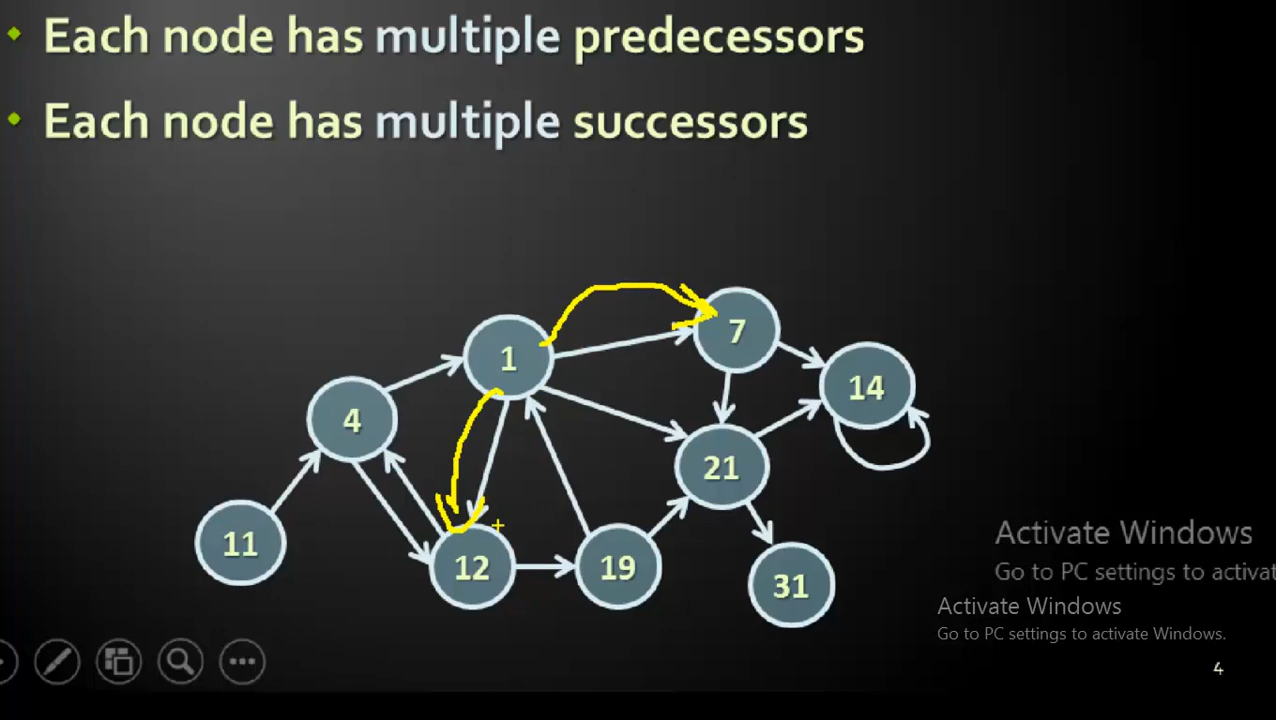 Each node has multiple predecessors
Each node has multiple successors
7
1
14
4
21
11
12
19
31
Activate Windows
Go to PC settings to activat
Activate Windows
Go to PC settings to activate Windows.
4